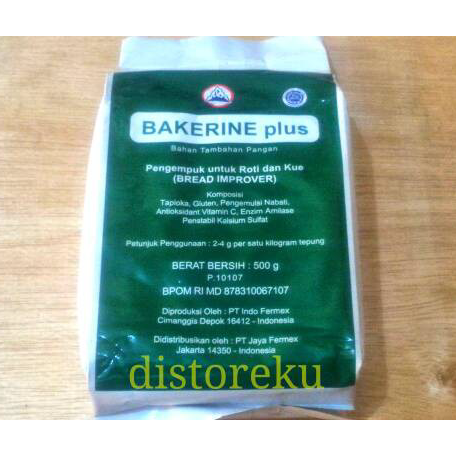 BAKERINE plus
Bahan Tambahan Pangan
Pengempuk untuk Roti dan Kue
(BREAD IMPROVER)
Komposisi
Tapioka, Gluten, Pengemulsi Nabati,
Antioksidant Vitamin C, Enzim Amilase
Penstabil Kalsium Sulfat
Petunjuk Penggunaan : 2-4 g per satu kilogram tepung
BERAT BERSIH : 500 g
P.10107
BPOM RI MD 878310067107
Diproduksi Oleh : PT Indo Fermex
Cimanggis Depok 16412 - Indonesia
Didistribusikan oleh : PT Jaya Fermex
Jakarta 14350 - Indonesia
distoreku